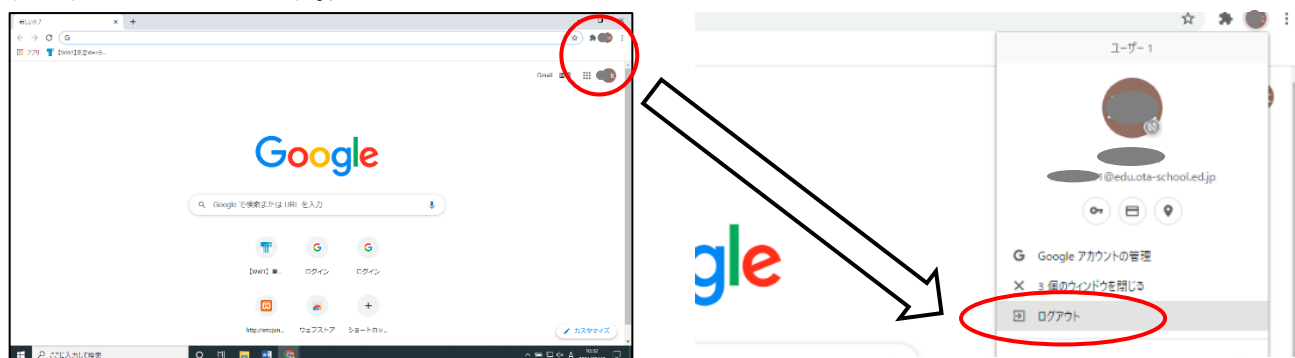 新しいタブ
G
アプリ
Gmail
Google
Google で検索または URL を入力
ログイン
ログイン
ウェブストア
ショートカッ...
カスタマイズ
ここに入力して検索
gle
ユーザー 1
1@edu.ota-school.ed.jp
G Google アカウントの管理
3 個のウィンドウを閉じる
ログアウト